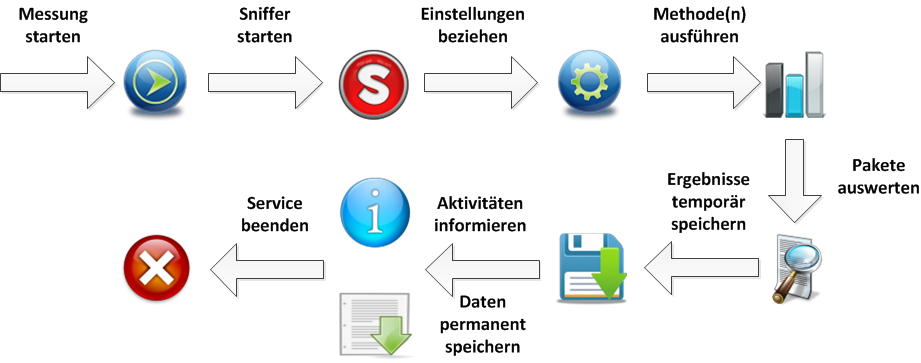 Messung
starten
Sniffer
starten
Einstellungen
beziehen
Methode(n)
ausführen
S
Pakete
auswerten
Ergebnisse
temporär
speichern
Aktivitäten
informieren
i
Daten
permanent
speichern
Service
beenden